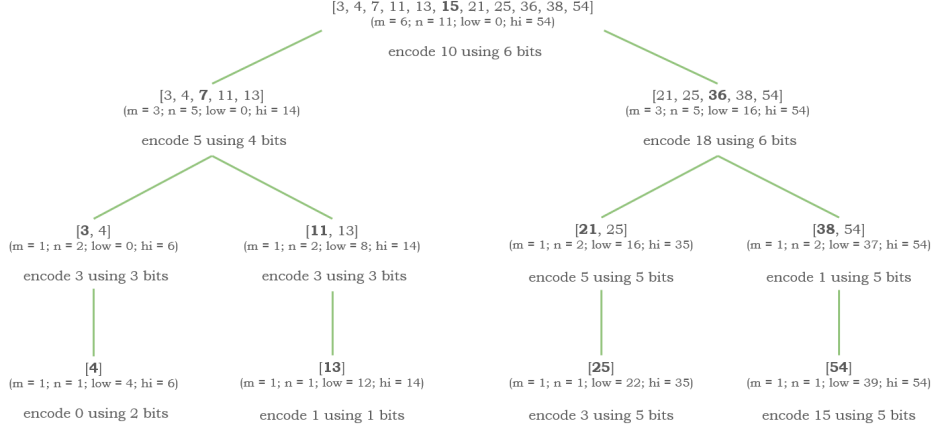 [3, 4, 7, 11, 13, 15, 21, 25, 36, 38, 54]
(m = 6; n = 11; low = 0; hi = 54)
encode 10 using 6 bits
[3, 4, 7, 11, 13]
(m = 3; n = 5; low = 0; hi = 14)
encode 5 using 4 bits
[21, 25, 36, 38, 54]
(m = 3; n = 5; low = 16; hi = 54)
encode 18 using 6 bits
[3, 4]
(m = 1; n = 2; low = 0; hi = 6)
encode 3 using 3 bits
[11, 13]
(m = 1; n = 2; low = 8; hi = 14)
encode 3 using 3 bits
[21, 25]
(m = 1; n = 2; low = 16; hi = 35)
encode 5 using 5 bits
[38, 54]
(m = 1; n = 2; low = 37; hi = 54)
encode 1 using 5 bits
[4]
(m = 1; n = 1; low = 4; hi = 6)
encode 0 using 2 bits
[13]
(m = 1; n = 1; low = 12; hi = 14)
encode 1 using 1 bits
[25]
(m = 1; n = 1; low = 22; hi = 35)
encode 3 using 5 bits
[54]
(m = 1; n = 1; low = 39; hi = 54)
encode 15 using 5 bits